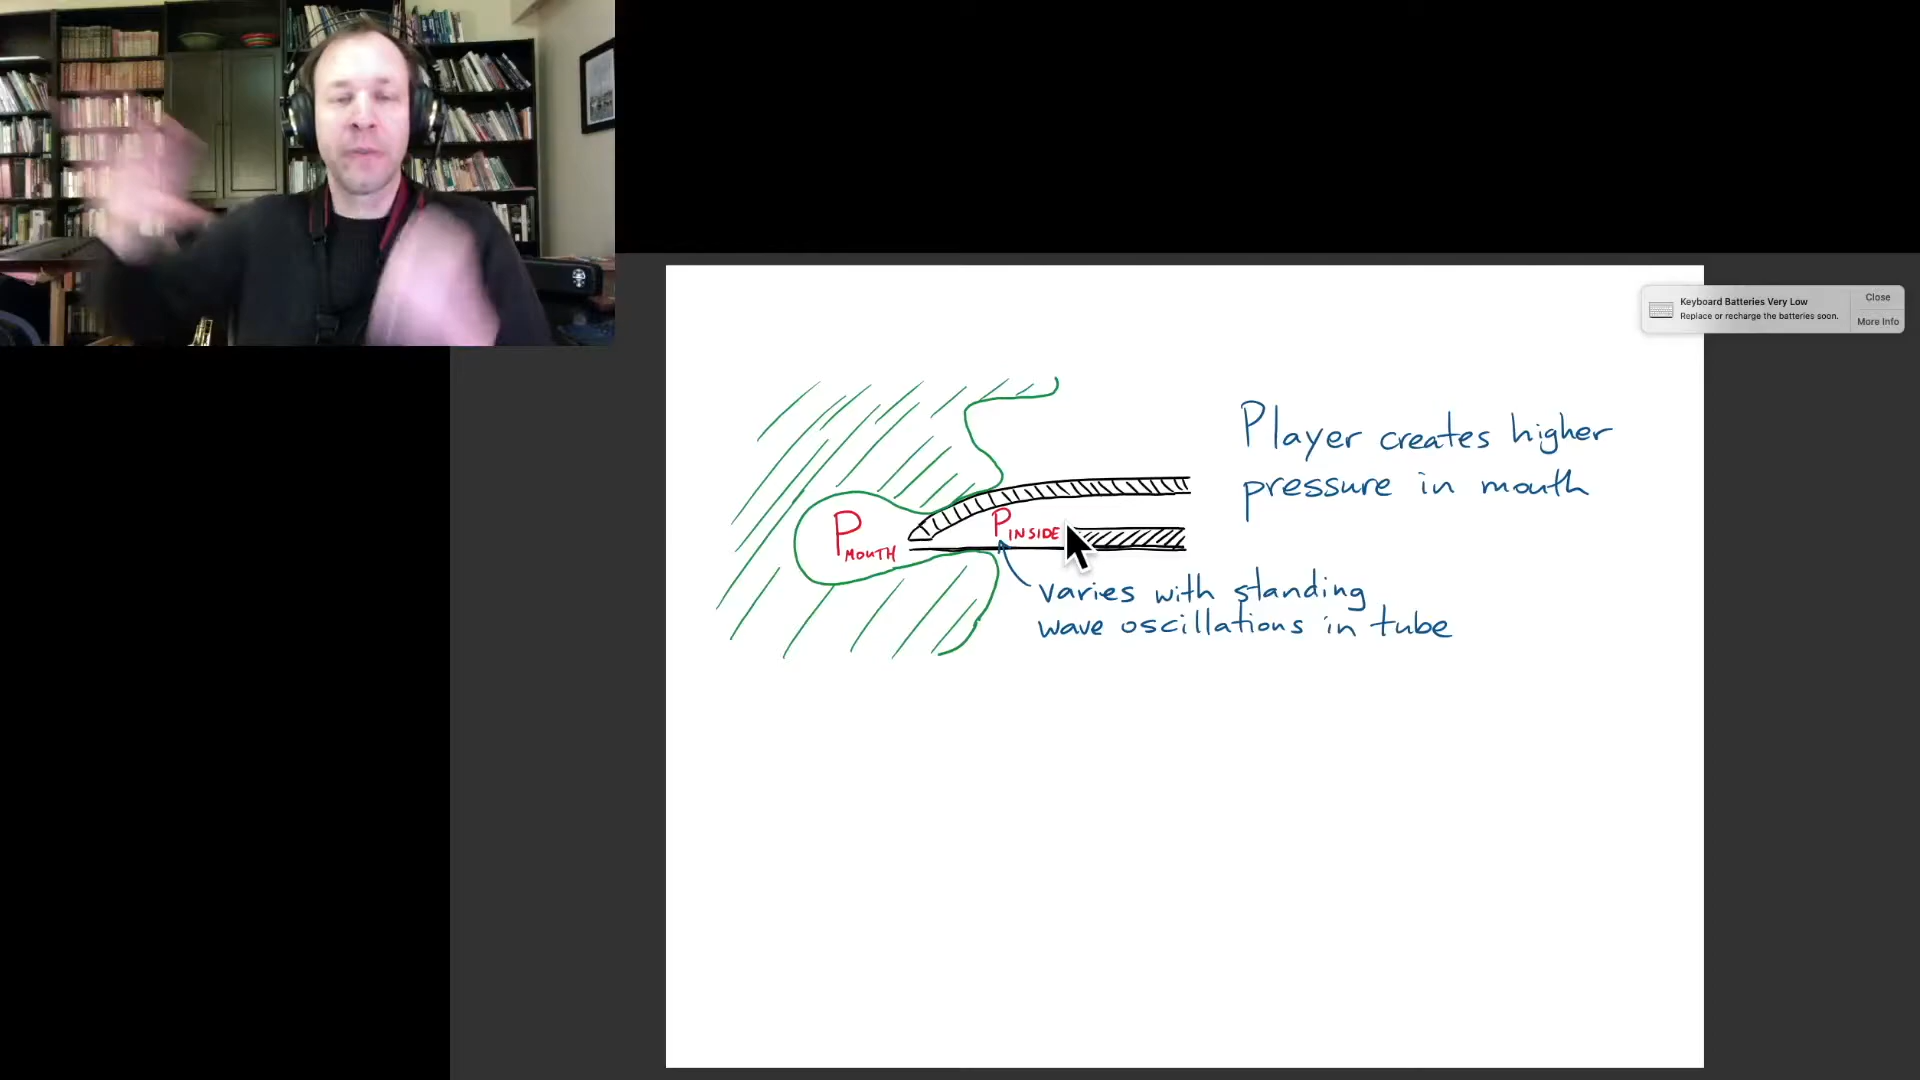 Keyboard Batteries Very Low
Replace or recharge the batteries soon.
Close
More Info
Player creates higher
pressure in mouth
P MOUTH
P INSIDE
varies with standing
wave oscillations in tube